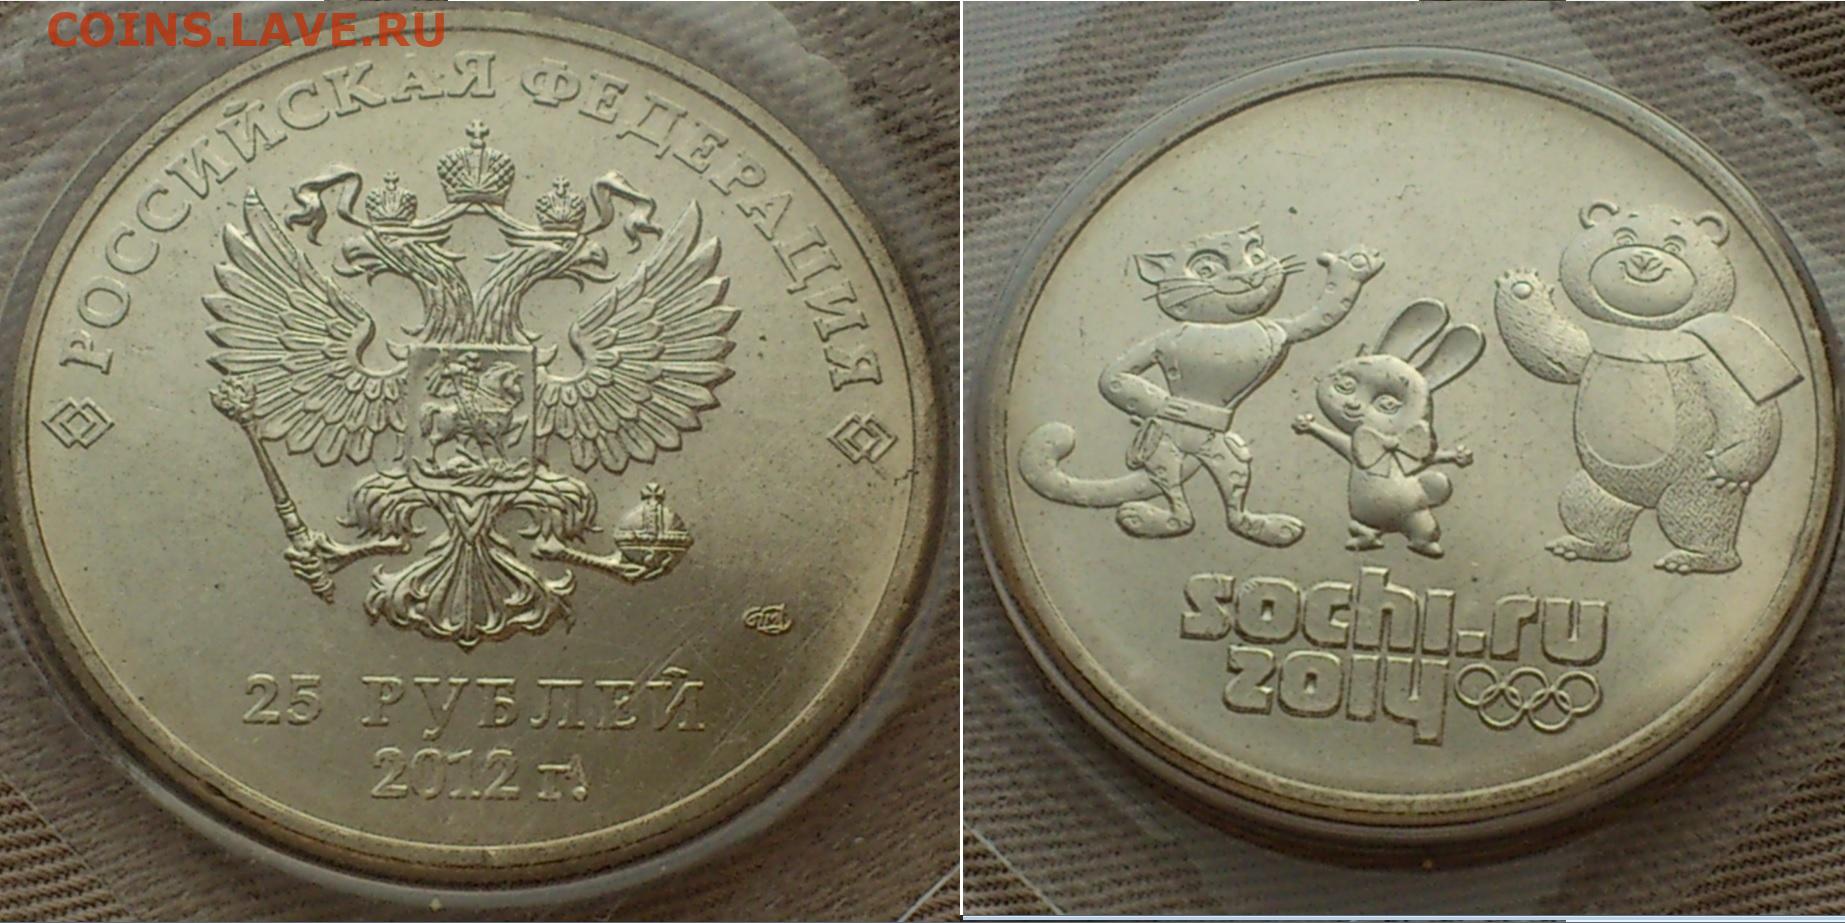 COINS.LAVE.RU
РОССИЙСКАЯ ФЕДЕРАЦИЯ
25 РУБЛЕЙ
2012 г.
sochi.ru
2014